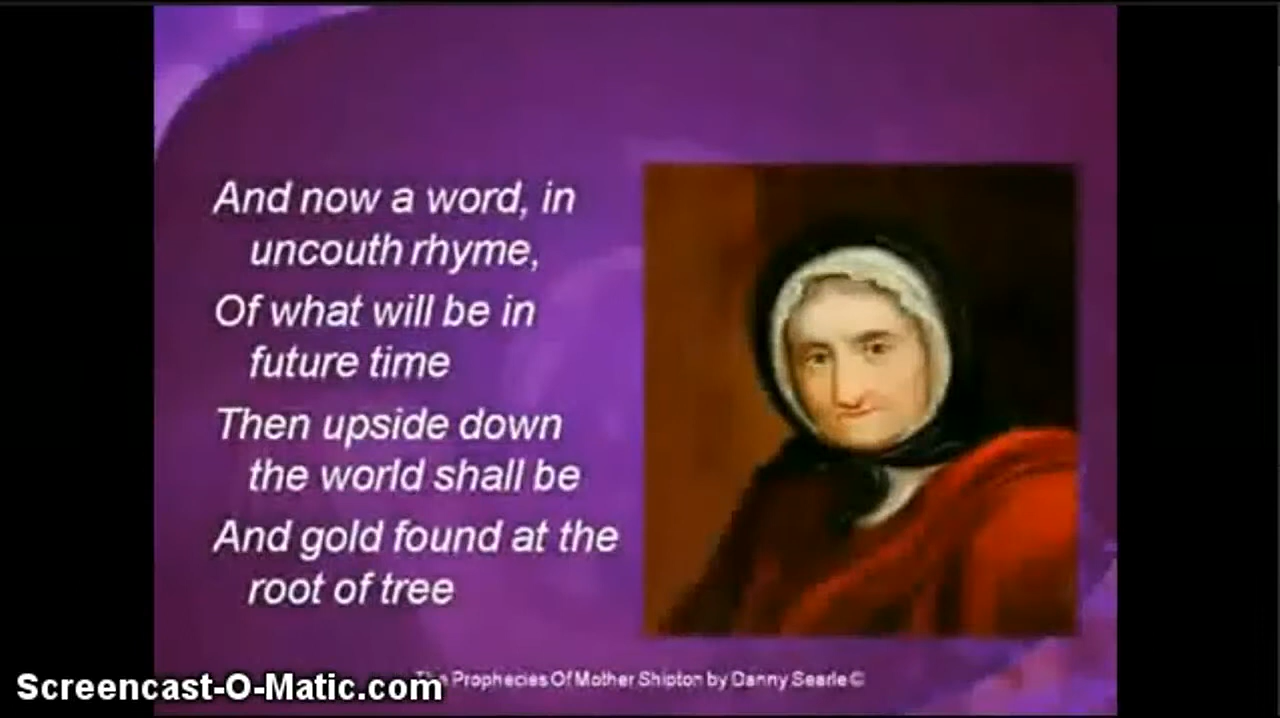 And now a word, in
uncouth rhyme,
Of what will be in
future time
Then upside down
the world shall be
And gold found at the
root of tree
The Prophecies Of Mother Shipton by Danny Searle ©
Screencast-O-Matic.com